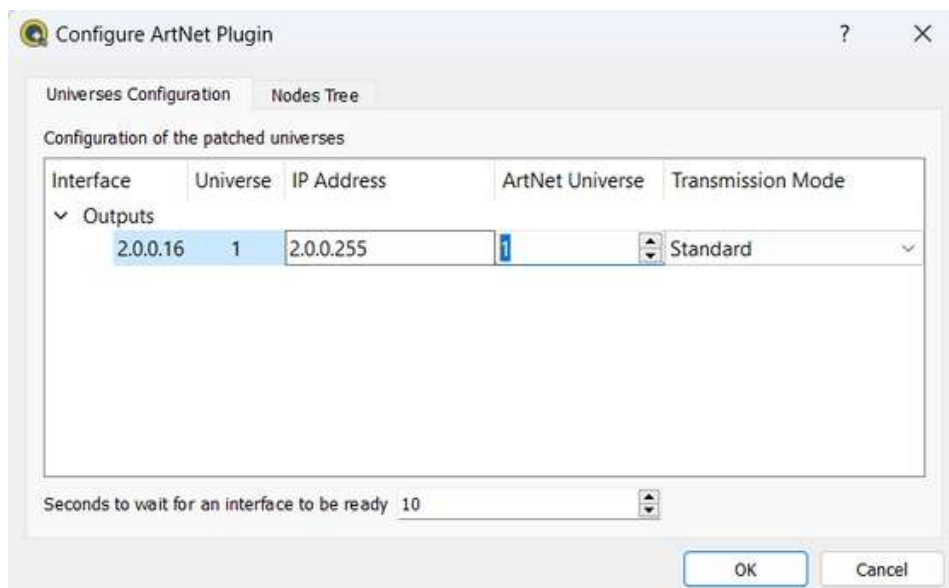 Configure ArtNet Plugin ? ×
Universes Configuration Nodes Tree
Configuration of the patched universes
Interface Universe IP Address ArtNet Universe Transmission Mode
Outputs
2.0.0.16 1 2.0.0.255 1 Standard
Seconds to wait for an interface to be ready 10
OK Cancel